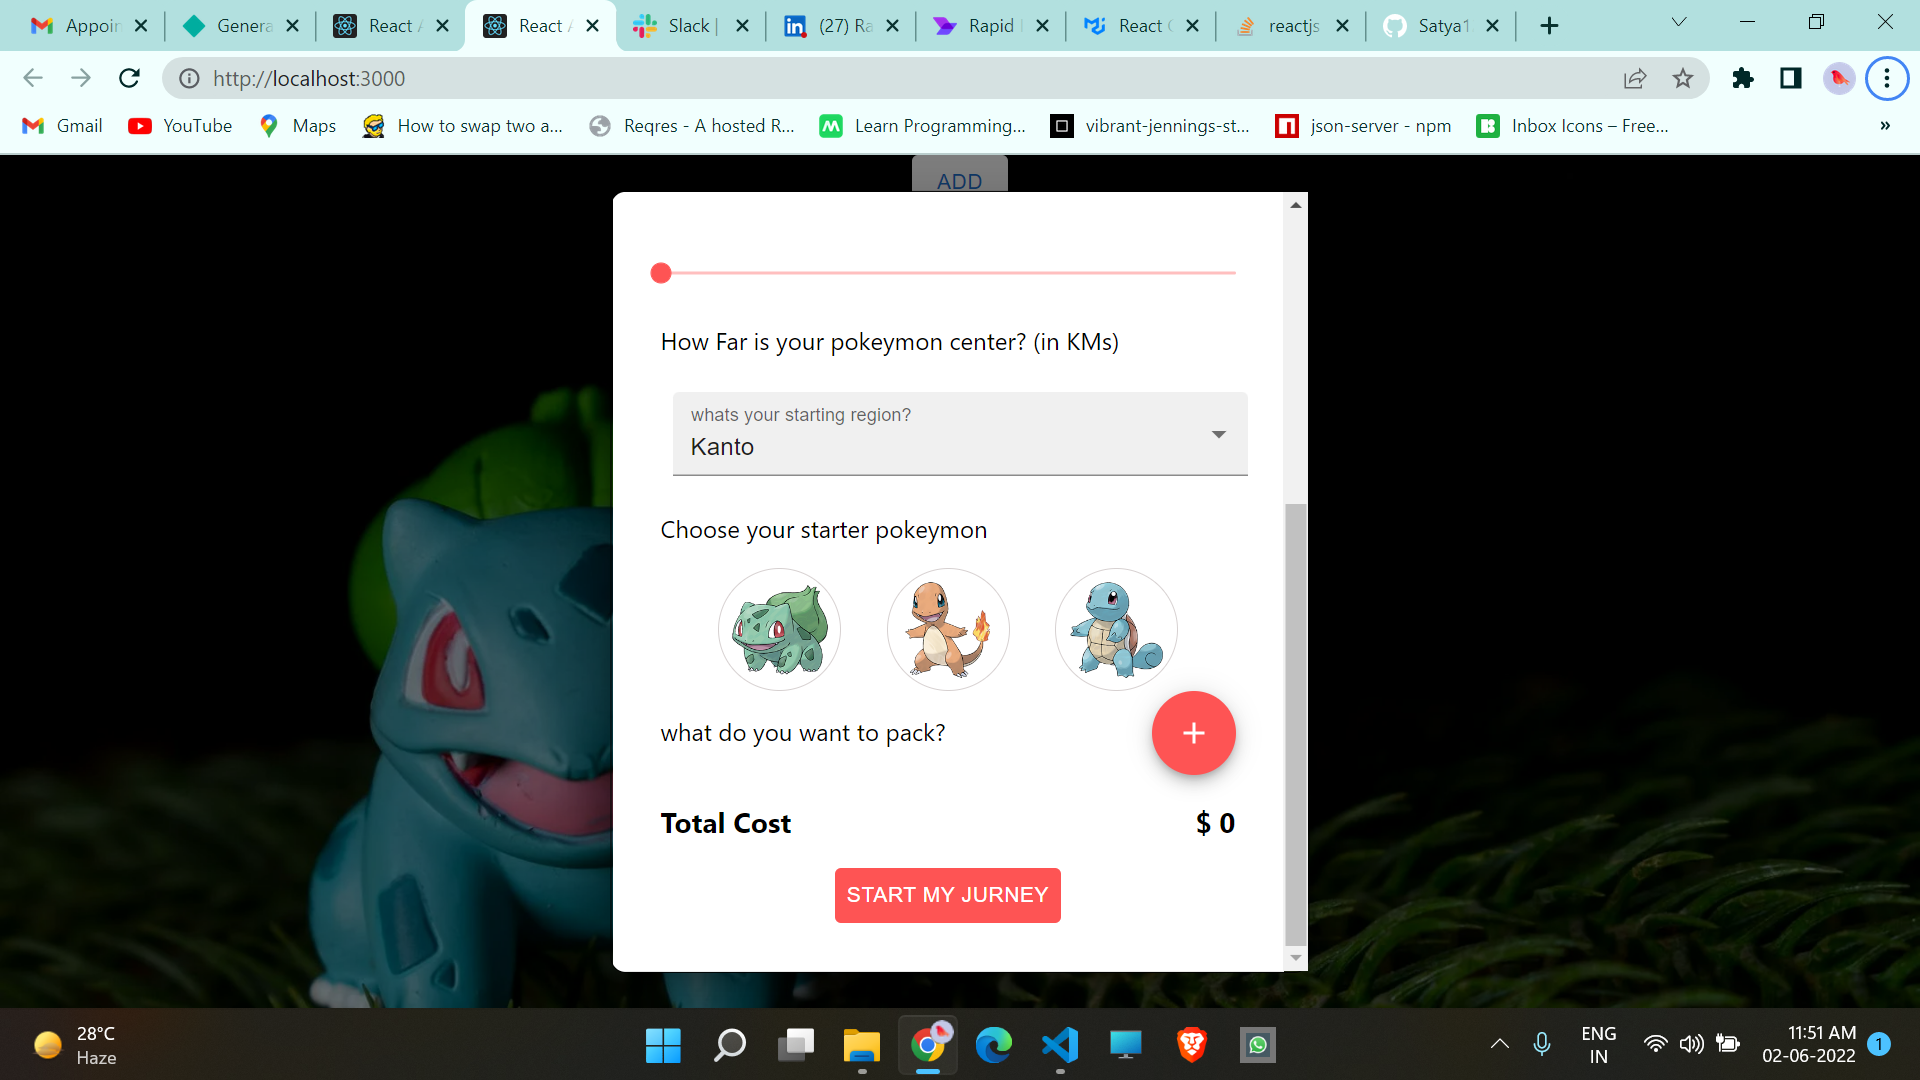 Appoin
Genera
React A
React A
Slack |
(27) Ra
Rapid
React
reactjs
Satya1
http://localhost:3000
Gmail
YouTube
Maps
How to swap two a...
Reqres - A hosted R...
Learn Programming...
vibrant-jennings-st...
json-server - npm
Inbox Icons – Free...
»
ADD
How Far is your pokeymon center? (in KMs)
whats your starting region?
Kanto
Choose your starter pokeymon
what do you want to pack?
+
Total Cost $ 0
START MY JURNEY
28°C
Haze
ENG
IN
11:51 AM
02-06-2022
1